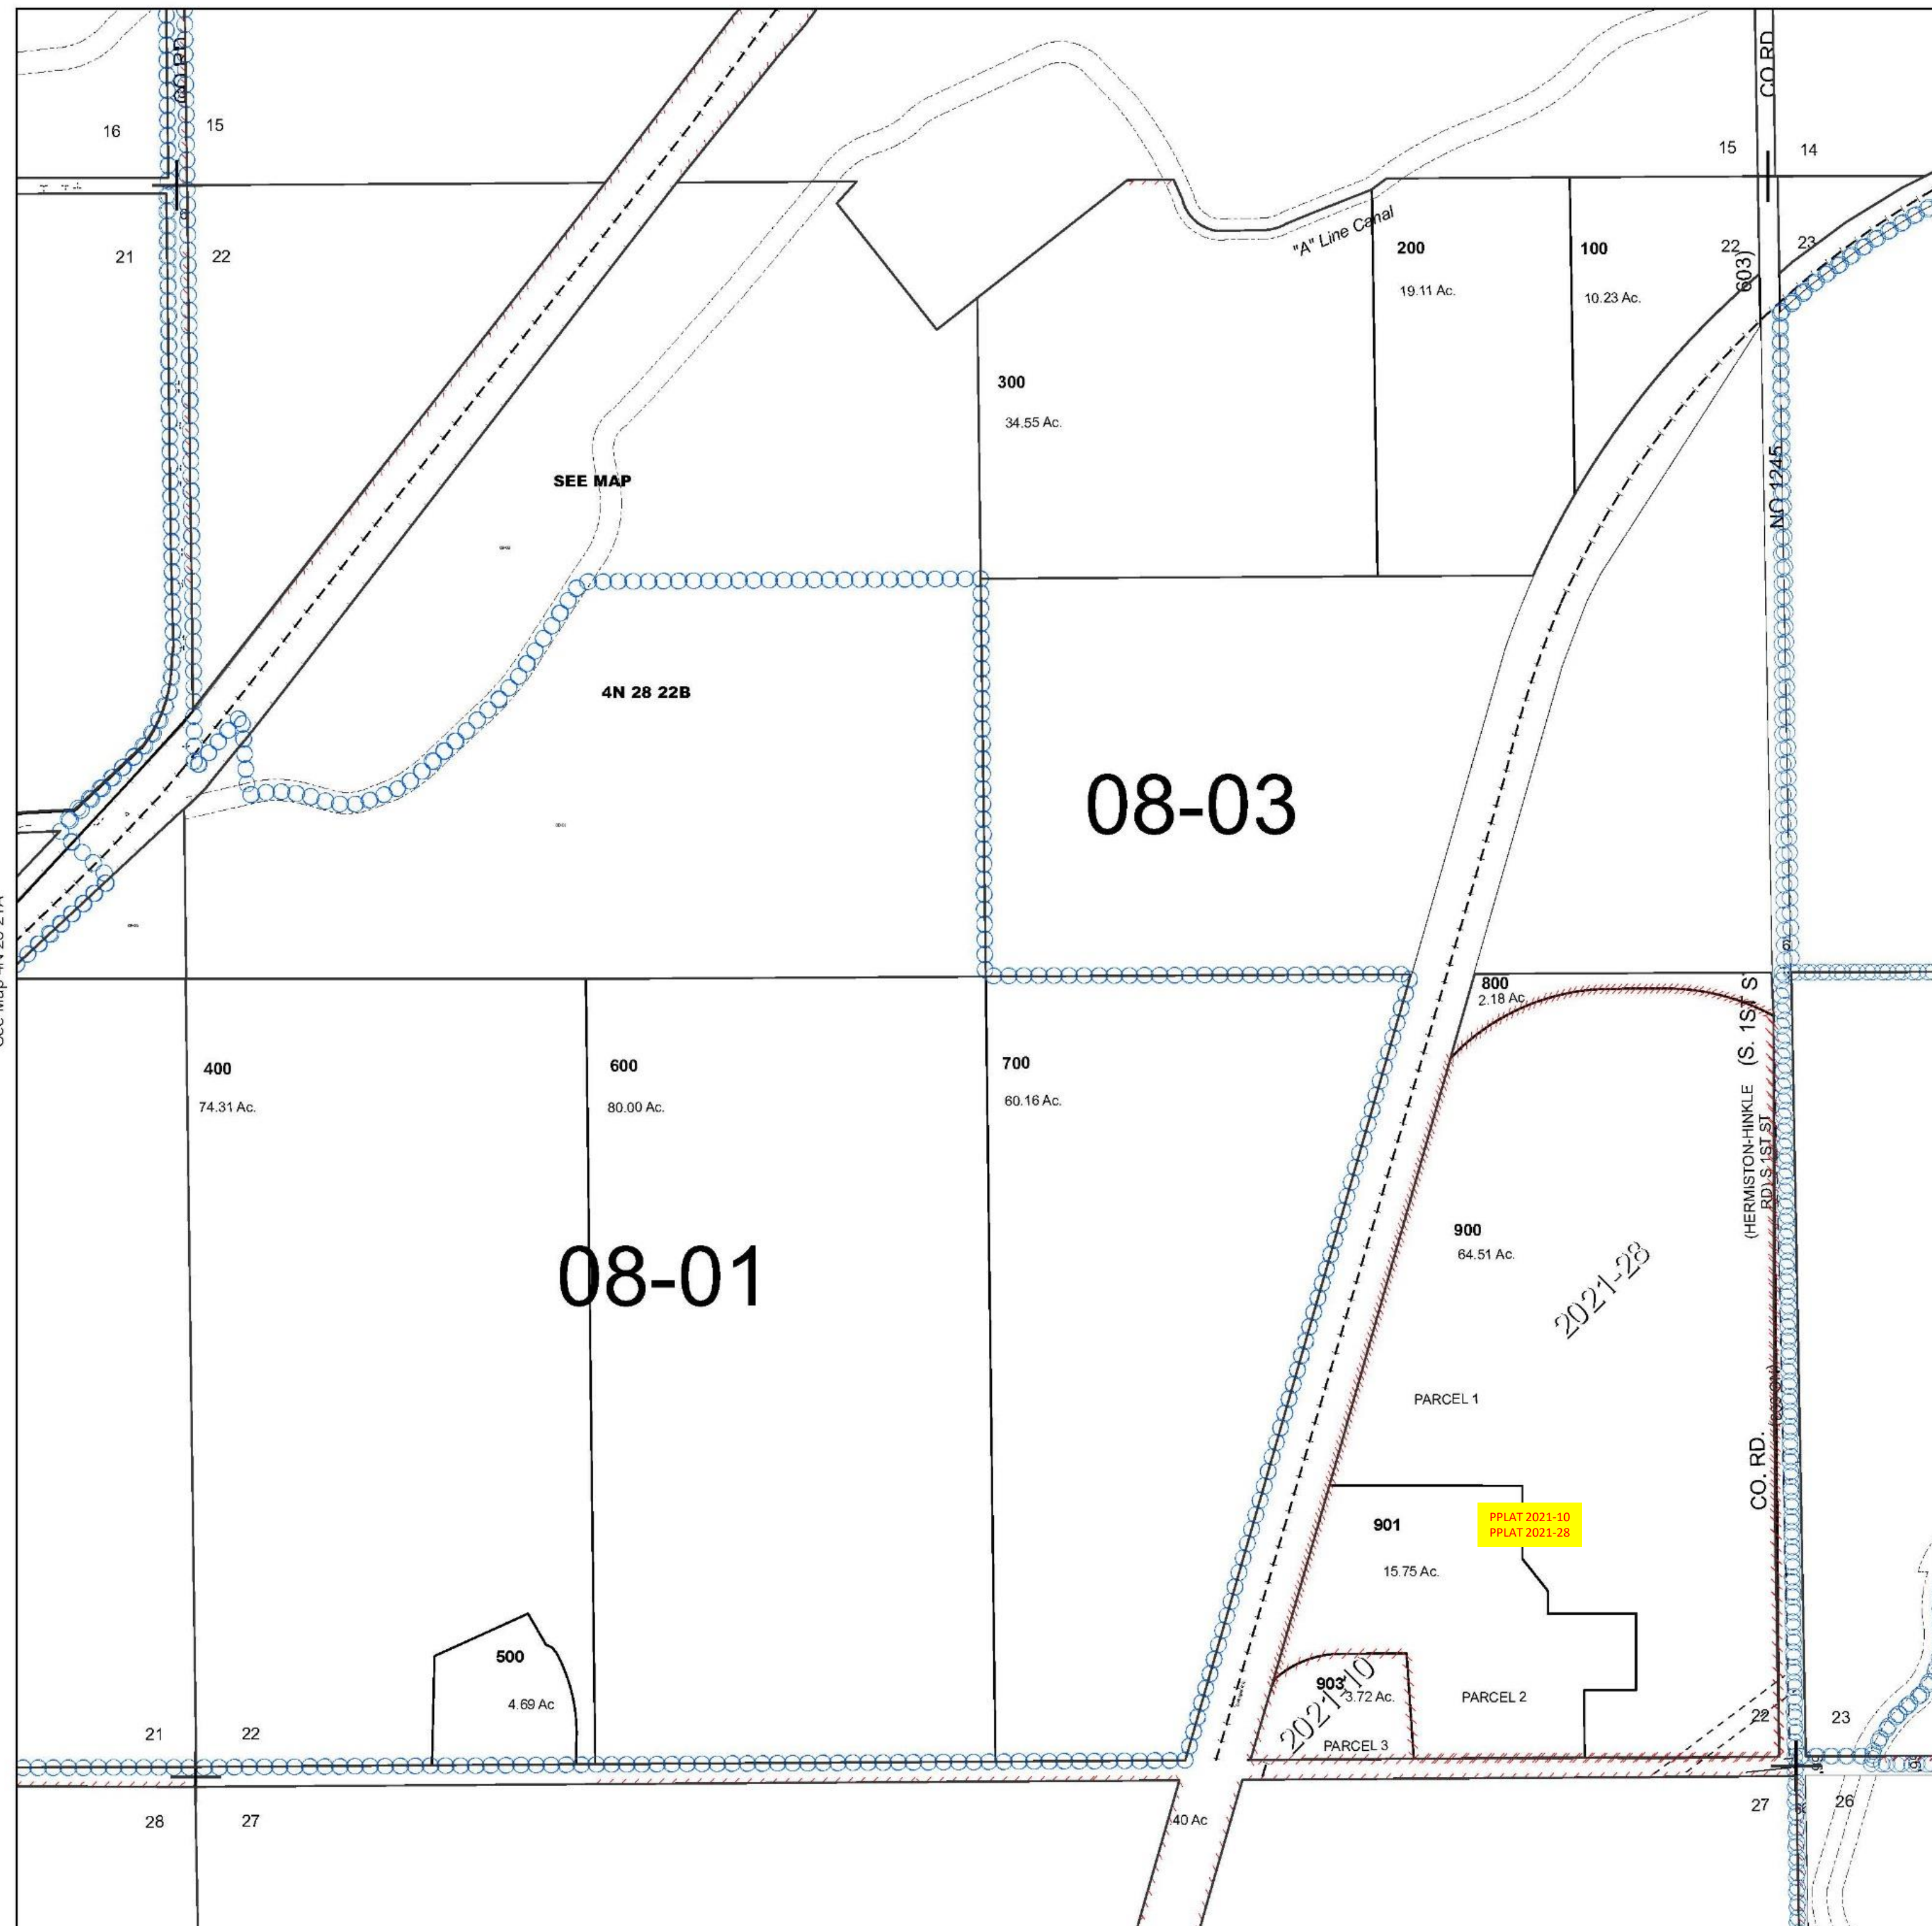 CO RD
CO RD
16
15
15
14
21
22
"A" Line Canal
200
19.11 Ac.
100
10.23 Ac.
22
23
603)
300
34.55 Ac.
SEE MAP
NO 1245
4N 28 22B
08-03
800
2.18 Ac
(S. 1ST S
400
74.31 Ac.
600
80.00 Ac.
700
60.16 Ac.
(HERMISTON-HINKLE
RD) S 1ST ST
900
64.51 Ac.
2021-28
08-01
PARCEL 1
CO. RD.
901
PPLAT 2021-10
PPLAT 2021-28
15.75 Ac.
500
4.69 Ac
903
3.72 Ac.
2021-10
PARCEL 2
PARCEL 3
21
22
22
23
28
27
40 Ac
27
26